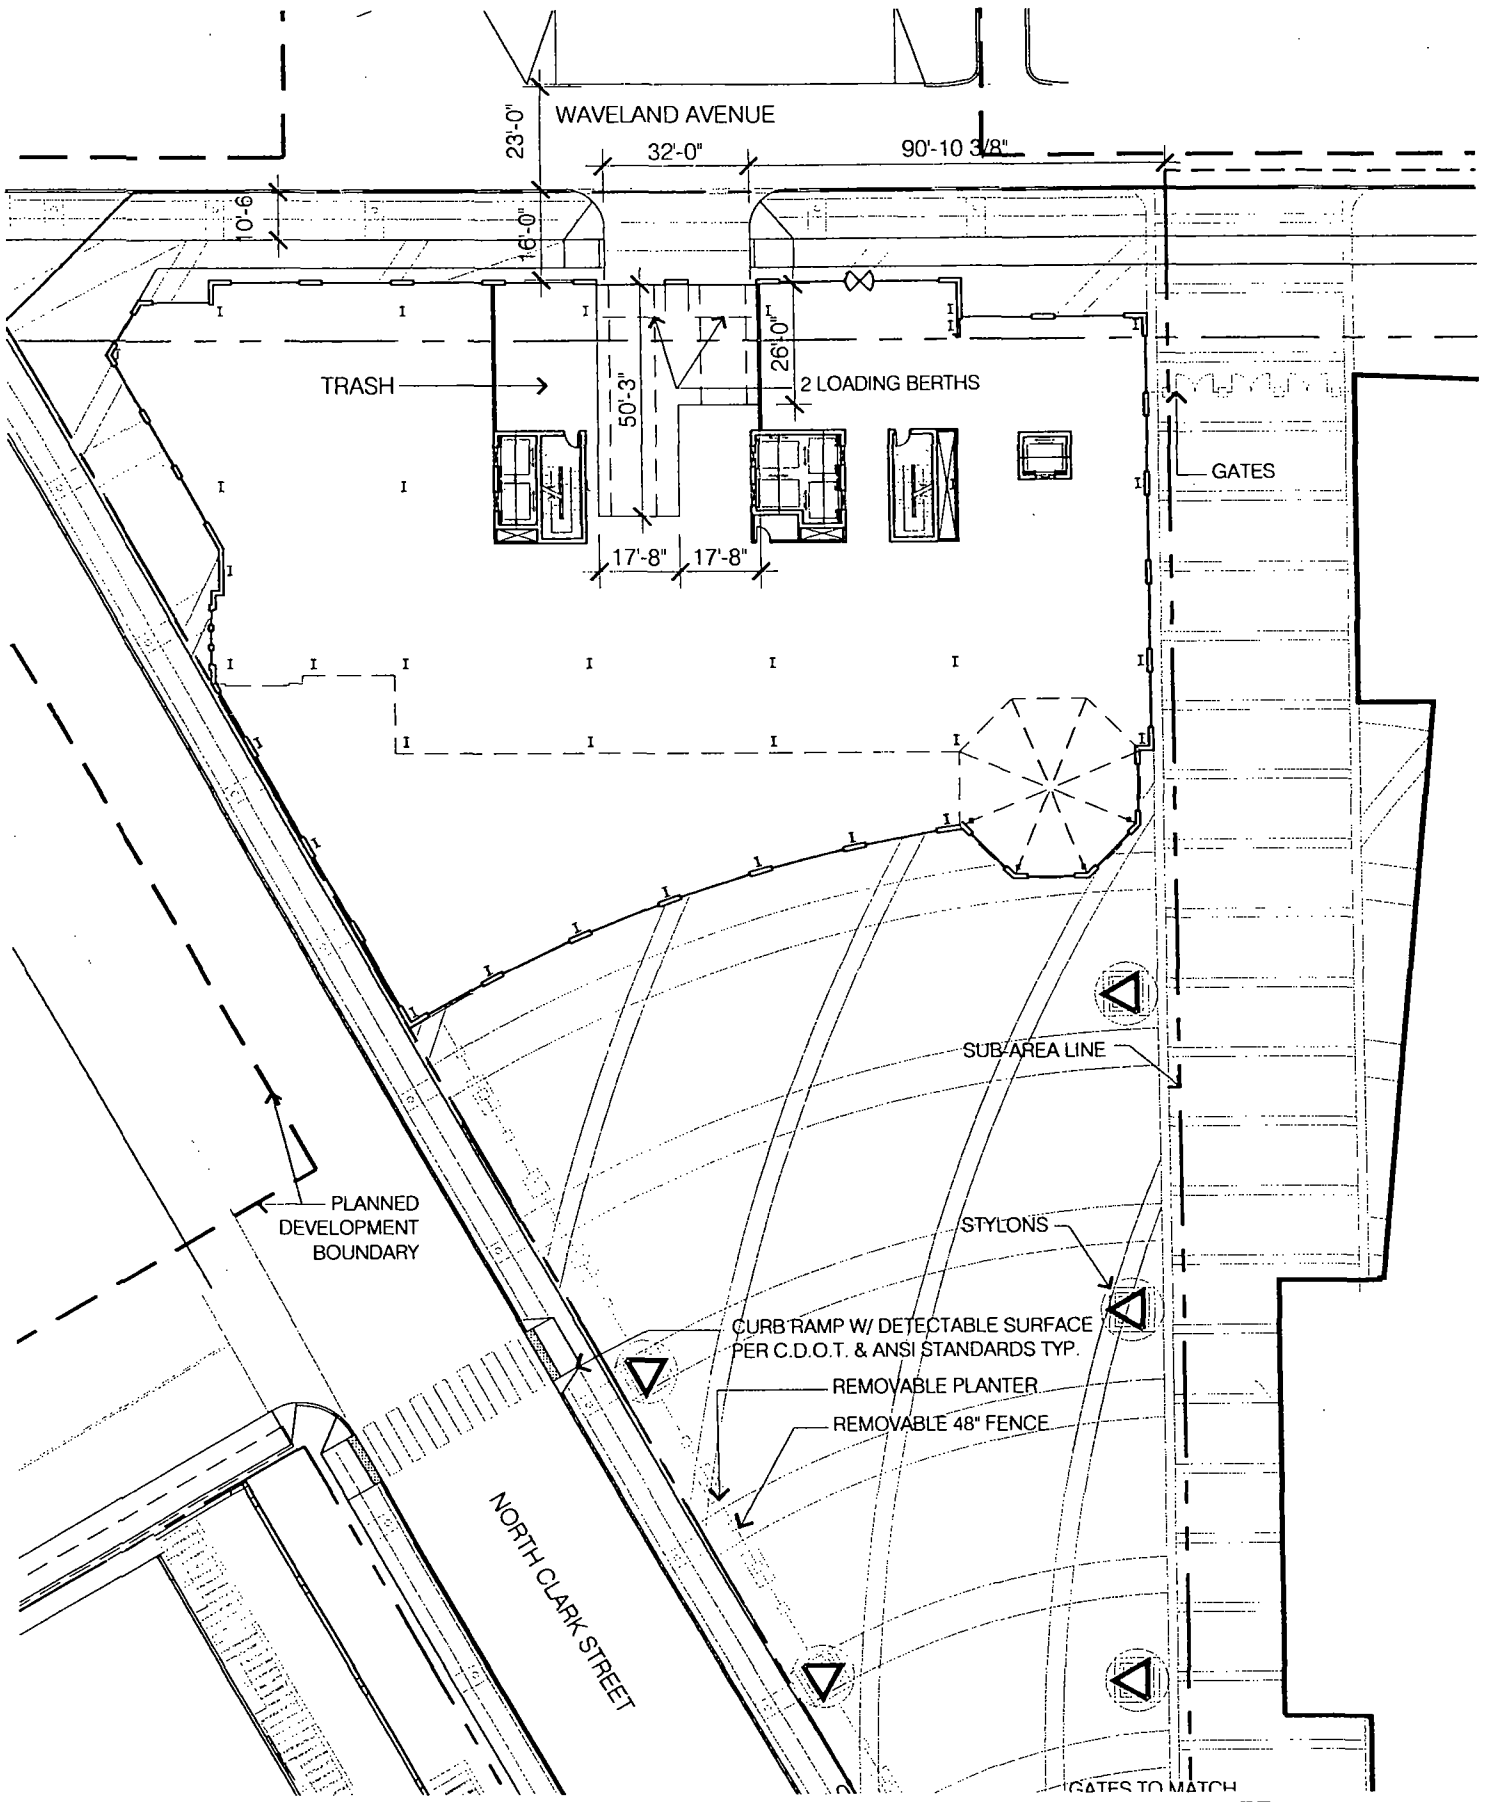 WAVELAND AVENUE
23'-0"
32'-0"
90'-10 3/8"
10'-6
16'-0"
26'-0"
TRASH
50'-3"
2 LOADING BERTHS
GATES
17'-8"
17'-8"
SUB-AREA LINE
PLANNED
DEVELOPMENT
BOUNDARY
STYLONS
CURB RAMP W/ DETECTABLE SURFACE
PER C.D.O.T. & ANSI STANDARDS TYP.
REMOVABLE PLANTER
REMOVABLE 48" FENCE
NORTH CLARK STREET
GATES TO MATCH